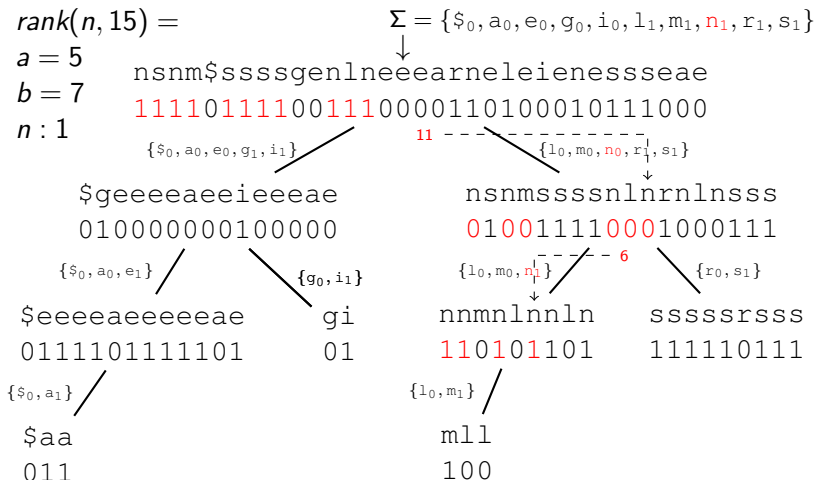 rank(n, 15) =
a = 5
b = 7
n : 1
Σ = {$₀, a₀, e₀, g₀, i₀, l₁, m₁, n₁, r₁, s₁}
nsnm$ssssgenlneeearneleienessseae
111101111001110000110100010111000
11
{$₀, a₀, e₀, g₁, i₁}
{l₀, m₀, n₀, r₁, s₁}
$geeeeaeeieeeae
010000000100000
nsnmssssnlnrnlnsss
010011110001000111
6
{$₀, a₀, e₁}
{g₀, i₁}
{l₀, m₀, n₁}
{r₀, s₁}
$eeeeaeeeeeae
0111101111101
gi
01
nnmnlnnln
110101101
sssssrsss
111110111
{$₀, a₁}
{l₀, m₁}
$aa
011
mll
100